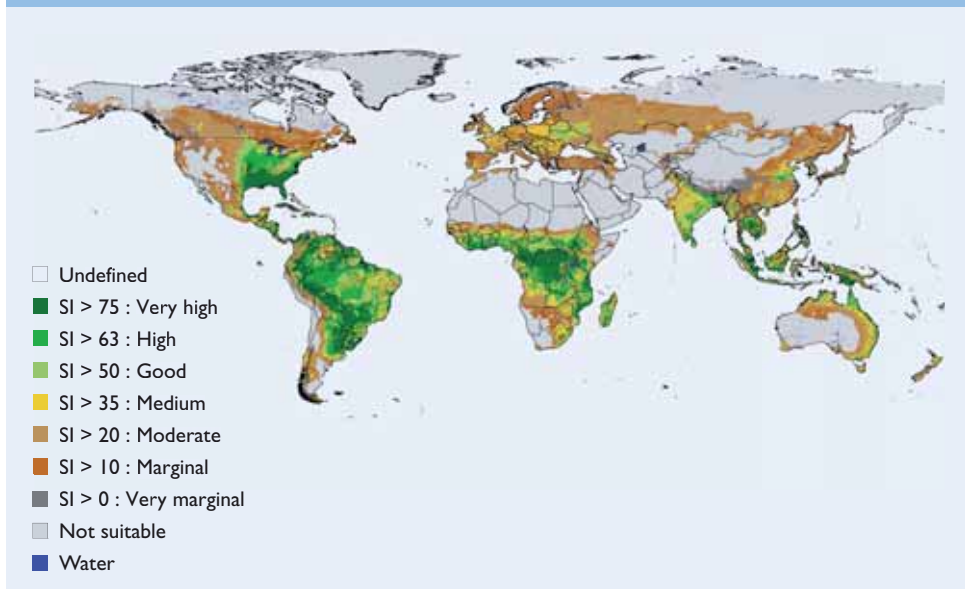 Undefined
SI > 75 : Very high
SI > 63 : High
SI > 50 : Good
SI > 35 : Medium
SI > 20 : Moderate
SI > 10 : Marginal
SI > 0 : Very marginal
Not suitable
Water